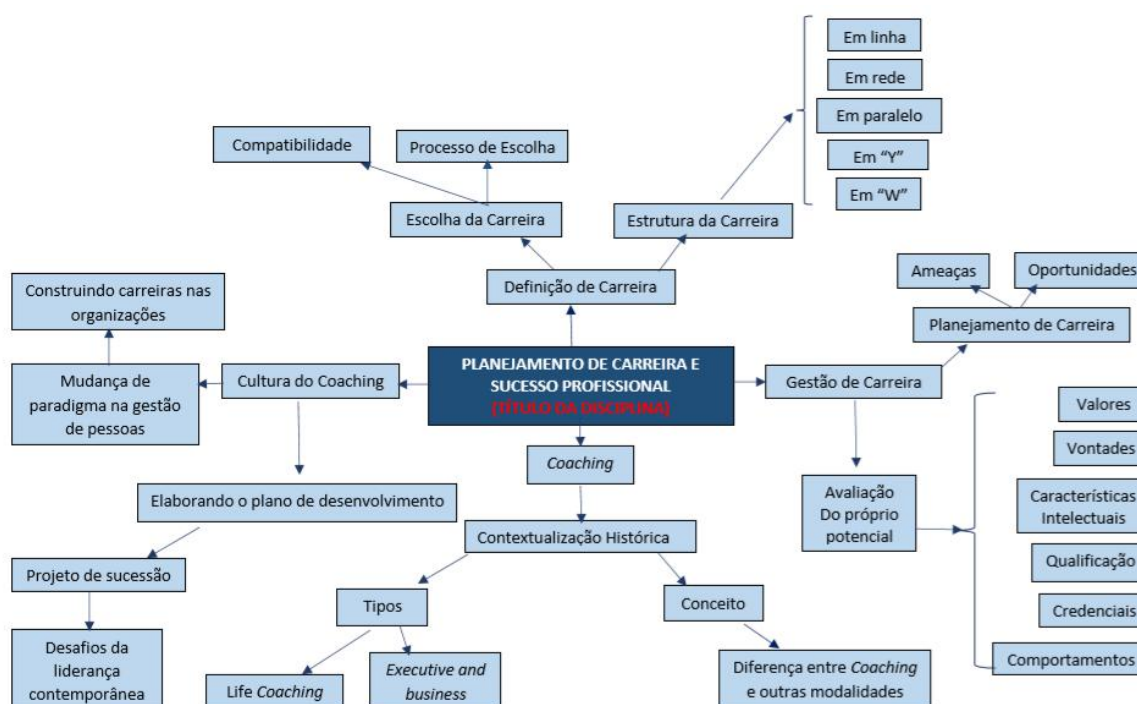 Em linha
Em rede
Em paralelo
Em “Y”
Em “W”
Compatibilidade
Processo de Escolha
Escolha da Carreira
Estrutura da Carreira
Definição de Carreira
Ameaças
Oportunidades
Planejamento de Carreira
Construindo carreiras nas
organizações
Mudança de
paradigma na gestão
de pessoas
Cultura do Coaching
PLANEJAMENTO DE CARREIRA E
SUCESSO PROFISSIONAL
[TÍTULO DA DISCIPLINA]
Gestão de Carreira
Valores
Vontades
Características
Intelectuais
Qualificação
Credenciais
Comportamentos
Avaliação
Do próprio
potencial
Coaching
Elaborando o plano de desenvolvimento
Contextualização Histórica
Projeto de sucessão
Tipos
Conceito
Desafios da
liderança
contemporânea
Life Coaching
Executive and
business
Diferença entre Coaching
e outras modalidades